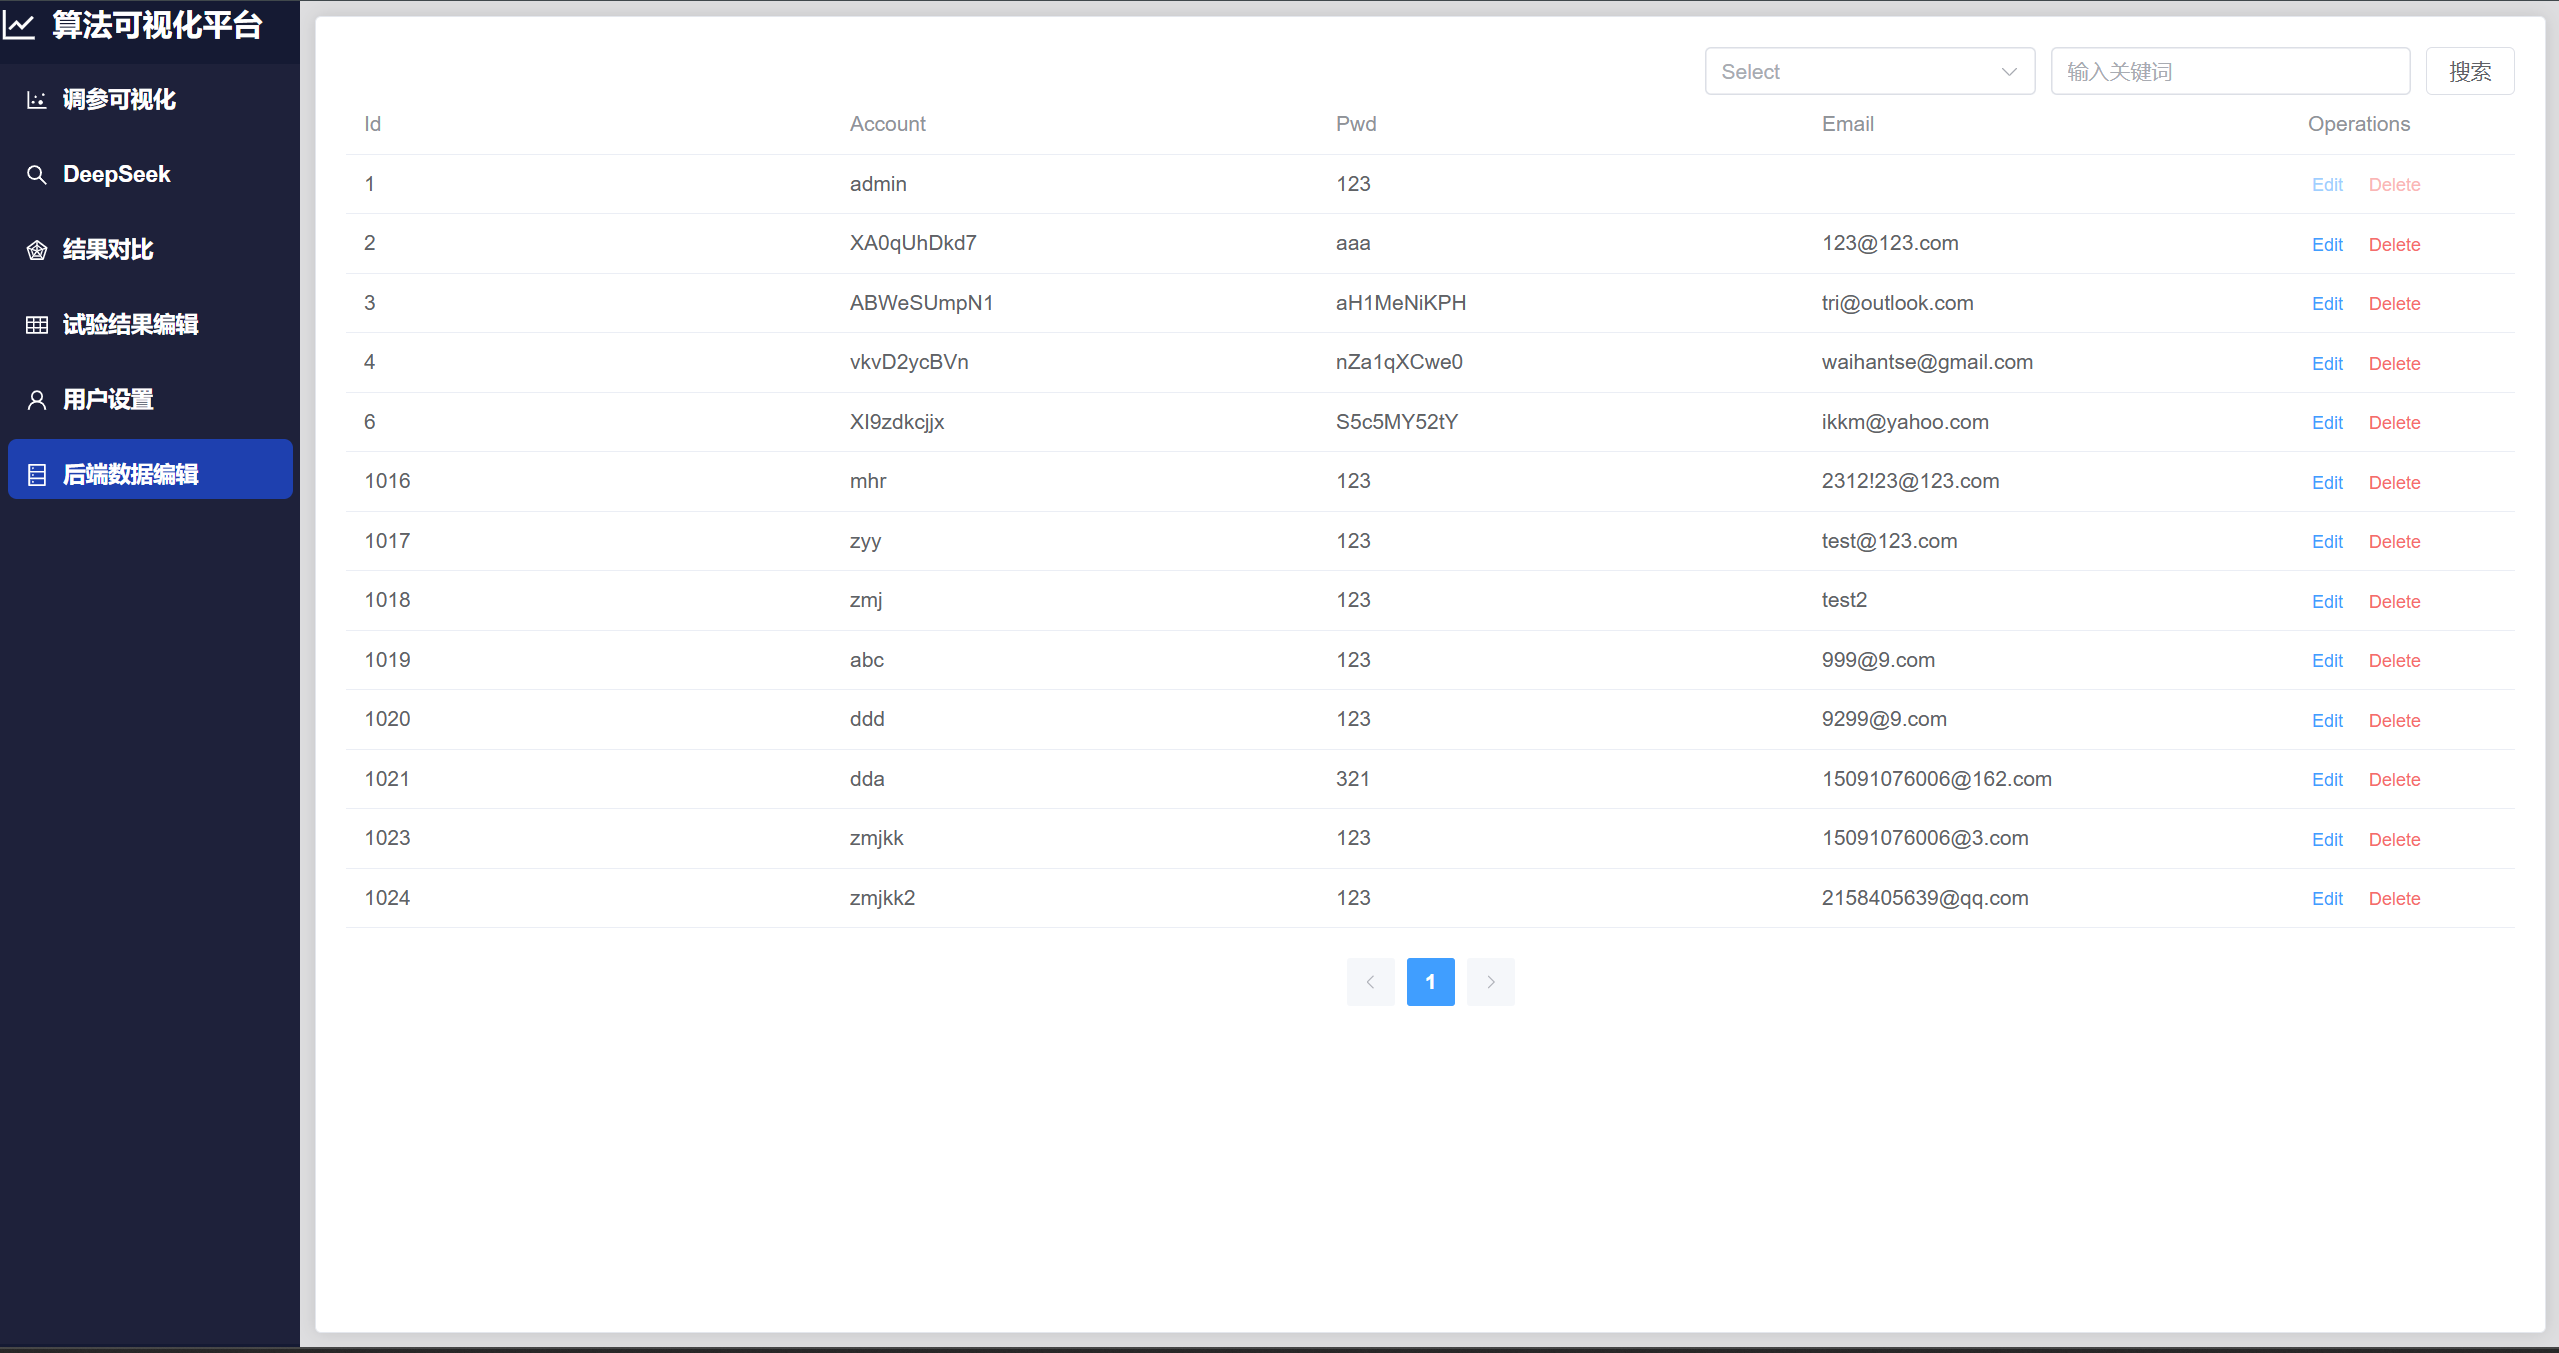 算法可视化平台
调参可视化
DeepSeek
结果对比
试验结果编辑
用户设置
后端数据编辑
Select 输入关键词 搜索
Id Account Pwd Email Operations
1 admin 123 Edit Delete
2 XA0qUhDkd7 aaa 123@123.com Edit Delete
3 ABWeSUmpN1 aH1MeNiKPH tri@outlook.com Edit Delete
4 vkvD2ycBVn nZa1qXCwe0 waihantse@gmail.com Edit Delete
6 XI9zdkcjjx S5c5MY52tY ikkm@yahoo.com Edit Delete
1016 mhr 123 2312!23@123.com Edit Delete
1017 zyy 123 test@123.com Edit Delete
1018 zmj 123 test2 Edit Delete
1019 abc 123 999@9.com Edit Delete
1020 ddd 123 9299@9.com Edit Delete
1021 dda 321 15091076006@162.com Edit Delete
1023 zmjkk 123 15091076006@3.com Edit Delete
1024 zmjkk2 123 2158405639@qq.com Edit Delete
1